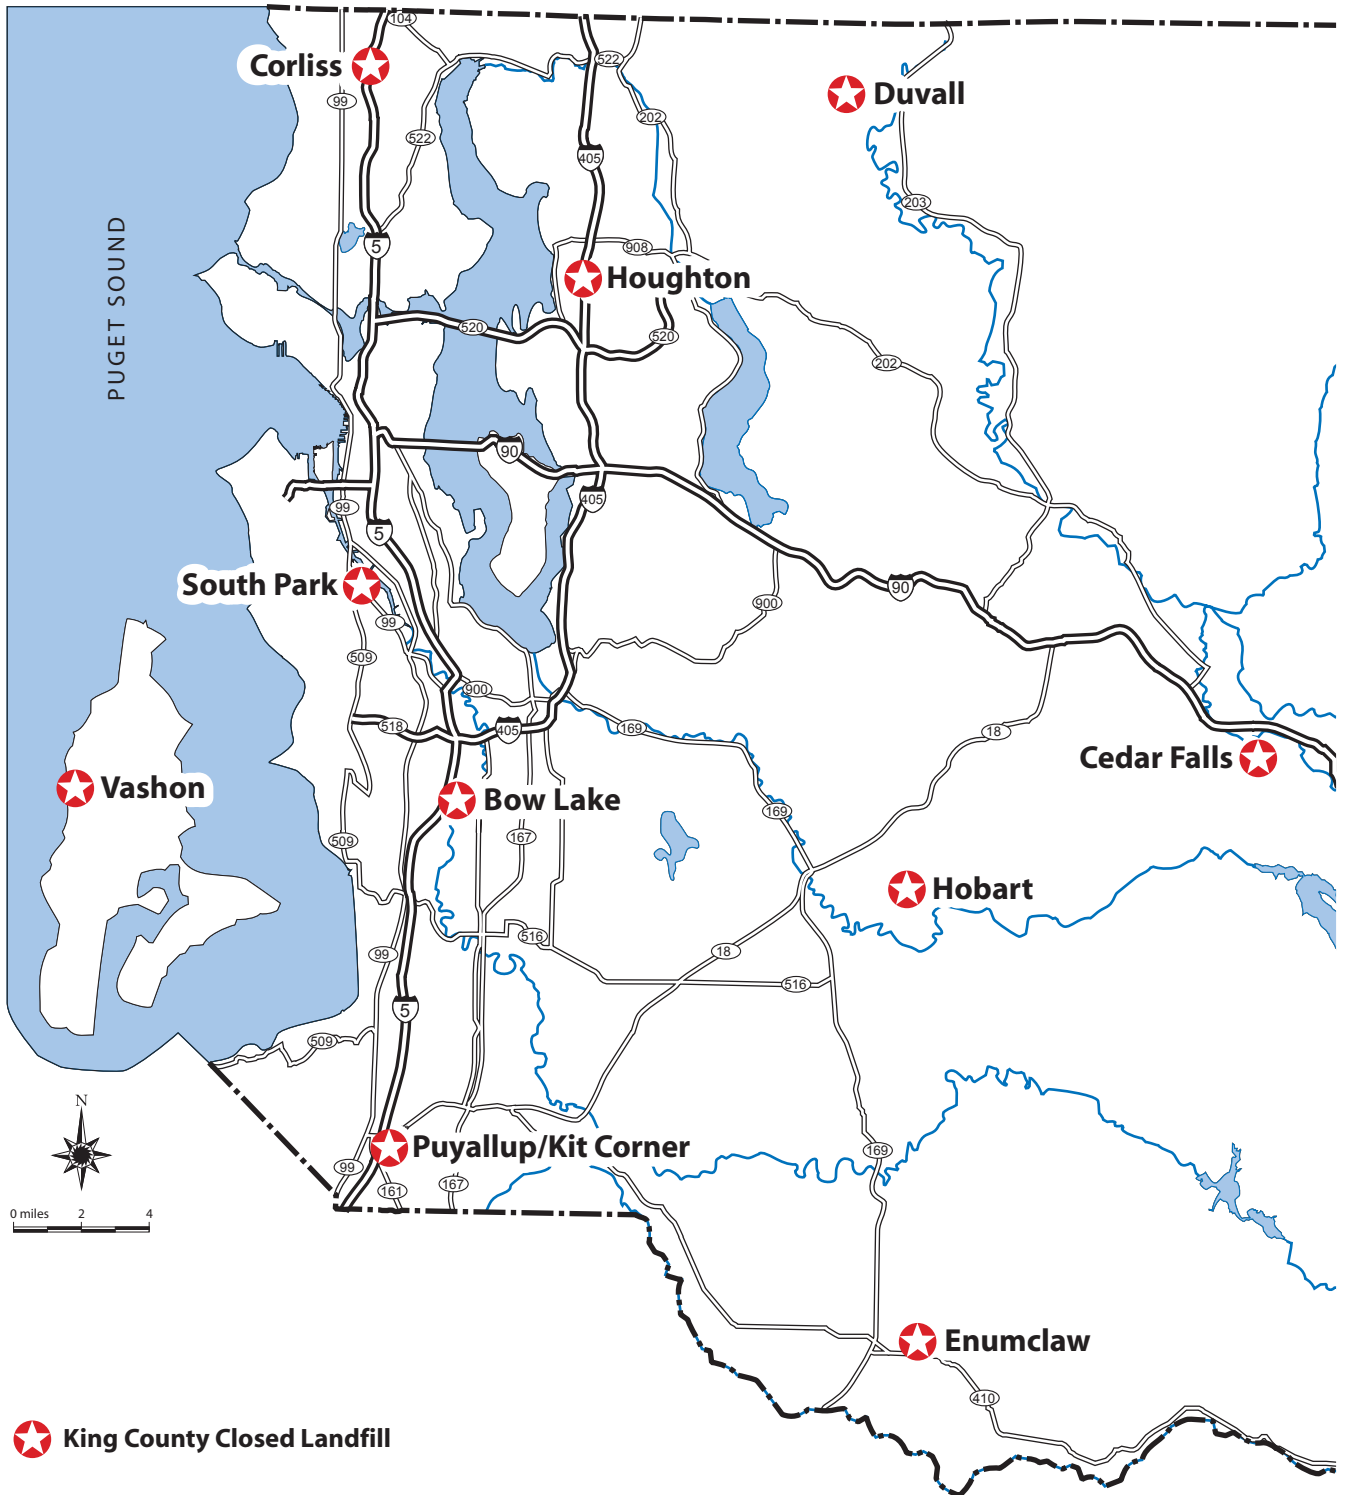 104
Corliss
522
99
Duvall
202
522
405
203
PUGET SOUND
5
908
Houghton
520
520
202
90
405
99
5
South Park
90
900
99
509
900
169
518
405
18
Cedar Falls
Vashon
Bow Lake
169
167
509
Hobart
516
18
99
516
5
509
N
Puyallup/Kit Corner
169
99
161
167
0 miles 2 4
Enumclaw
410
King County Closed Landfill